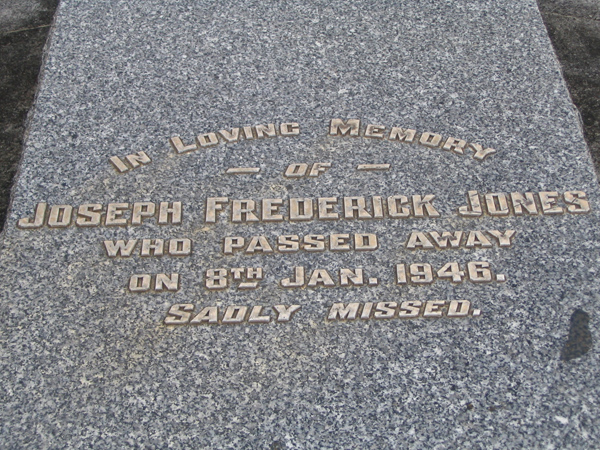 In Loving Memory
— OF —
Joseph Frederick Jones
WHO PASSED AWAY
ON 8TH JAN. 1946.
SADLY MISSED.